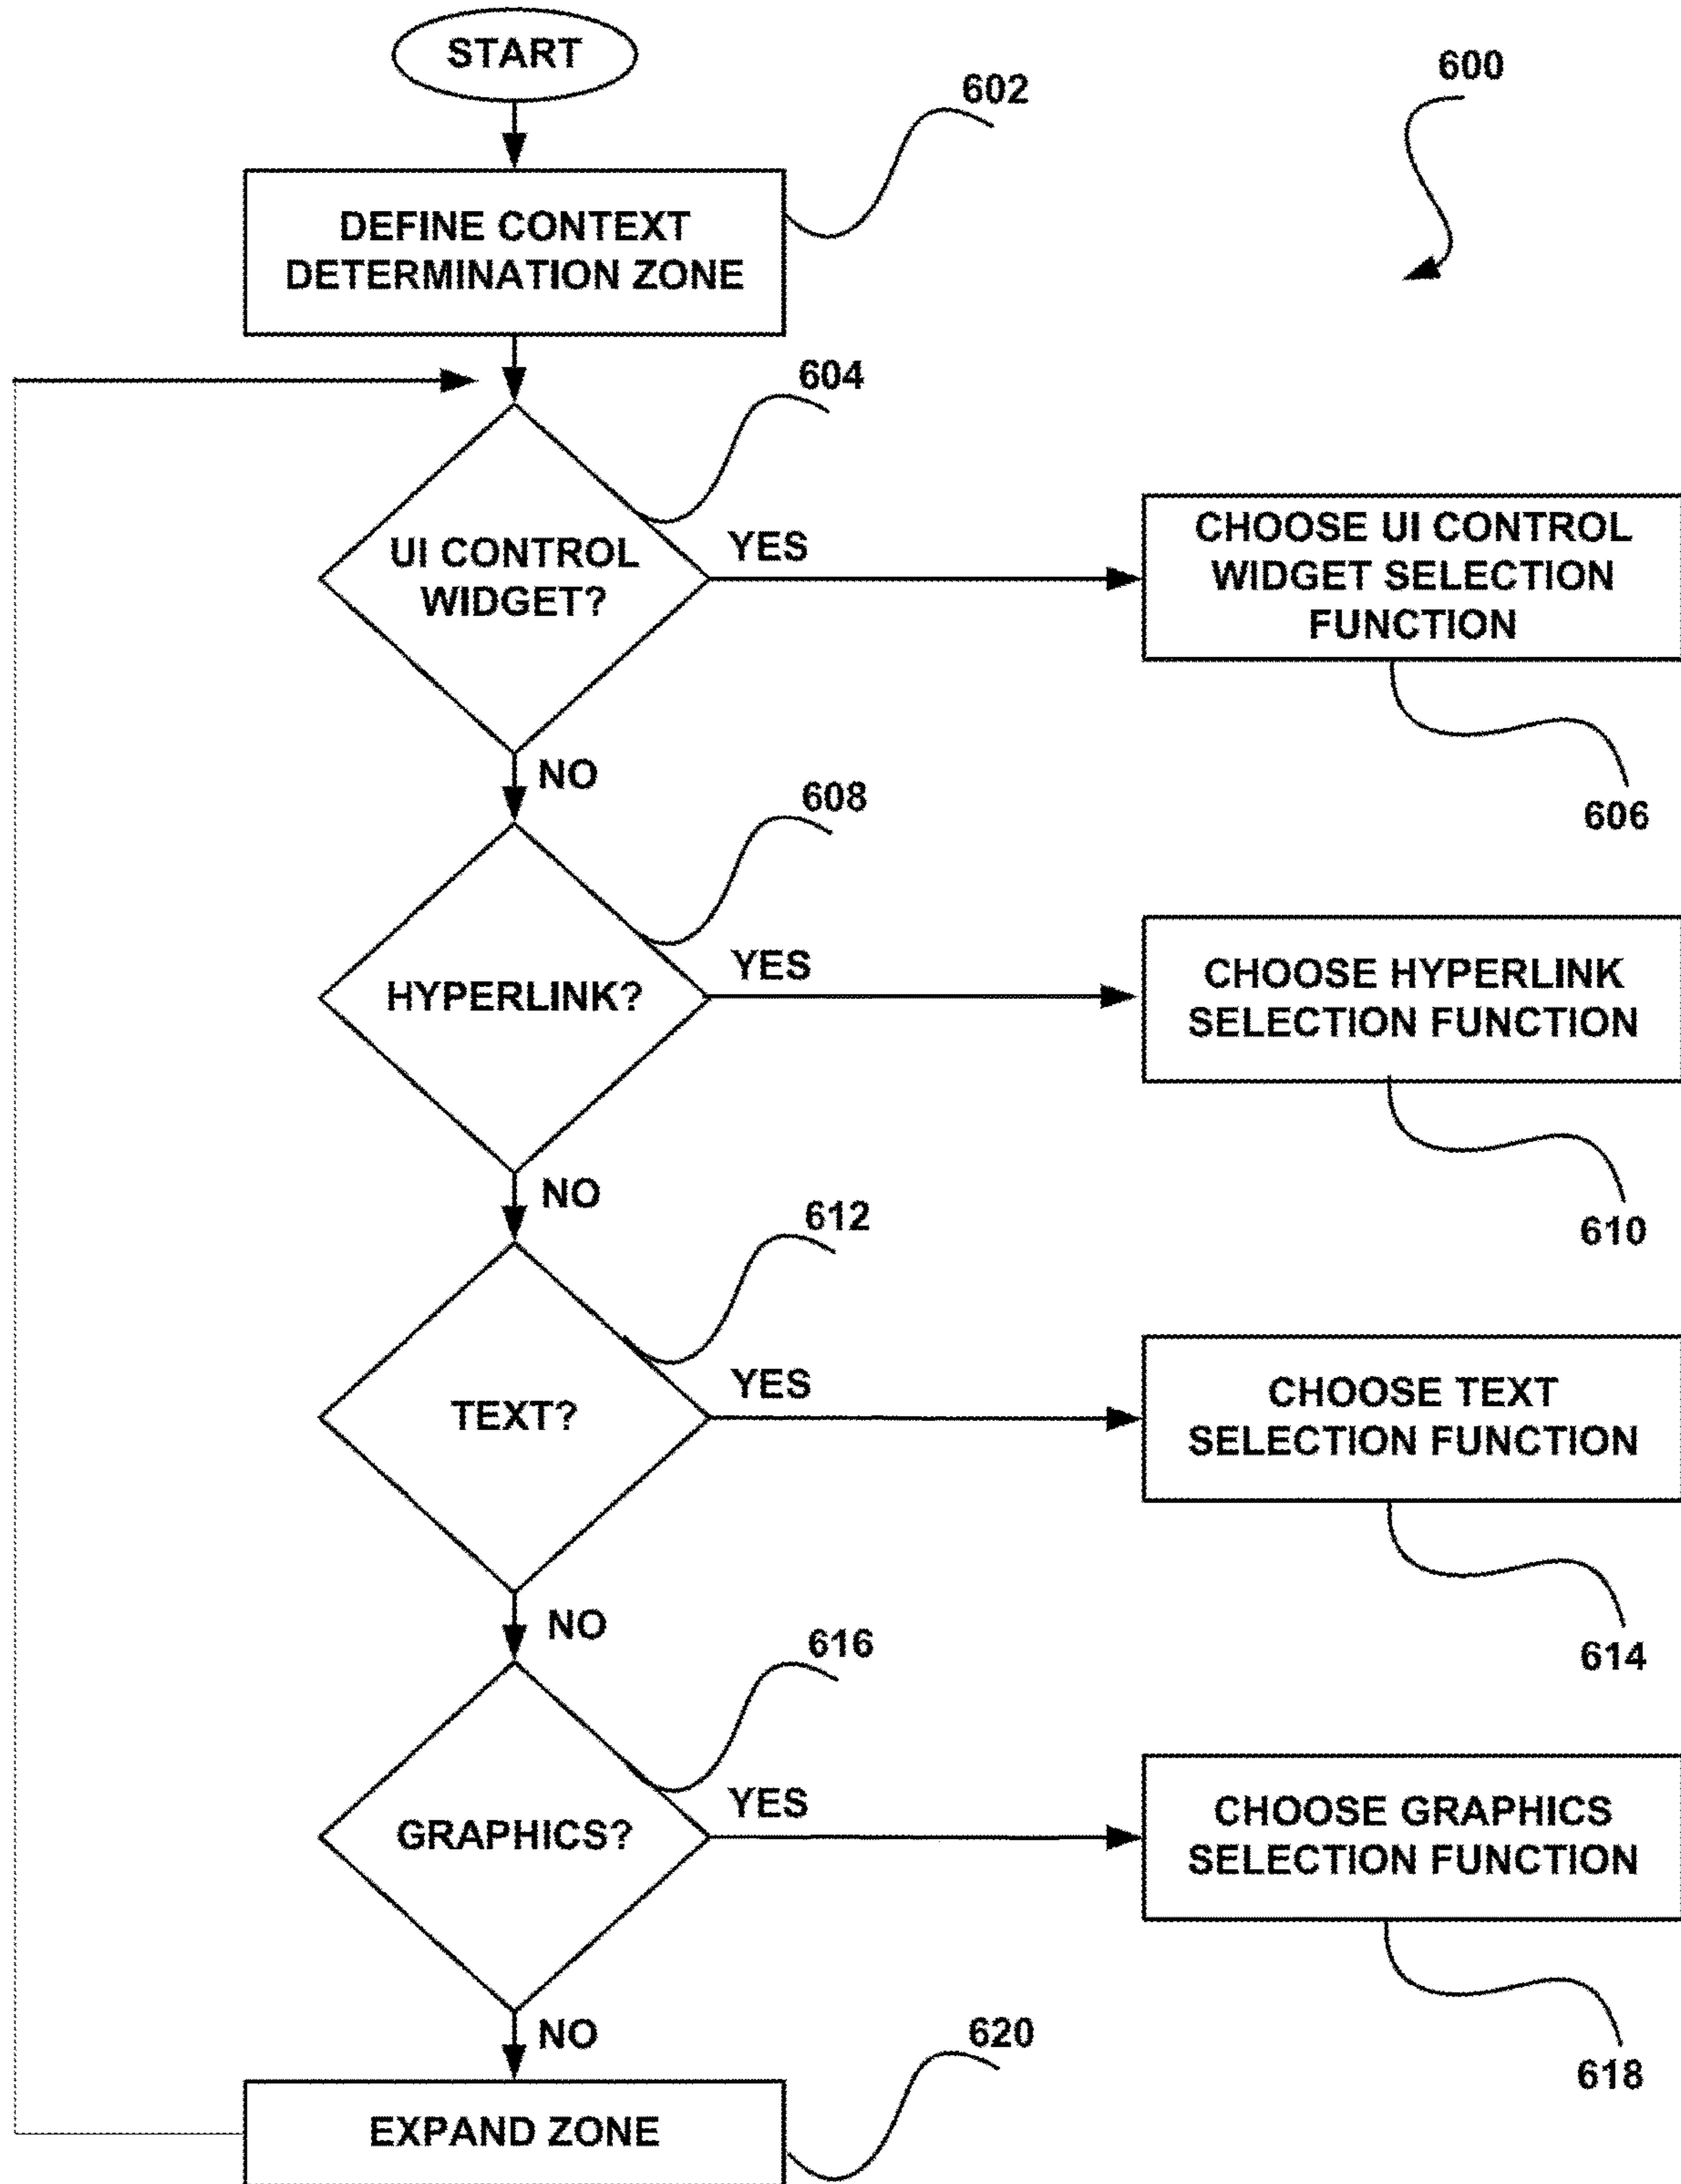 START
602
600
DEFINE CONTEXT
DETERMINATION ZONE
604
UI CONTROL
WIDGET?
YES
CHOOSE UI CONTROL
WIDGET SELECTION
FUNCTION
606
NO
608
HYPERLINK?
YES
CHOOSE HYPERLINK
SELECTION FUNCTION
610
NO
612
TEXT?
YES
CHOOSE TEXT
SELECTION FUNCTION
614
NO
616
GRAPHICS?
YES
CHOOSE GRAPHICS
SELECTION FUNCTION
618
NO
620
EXPAND ZONE